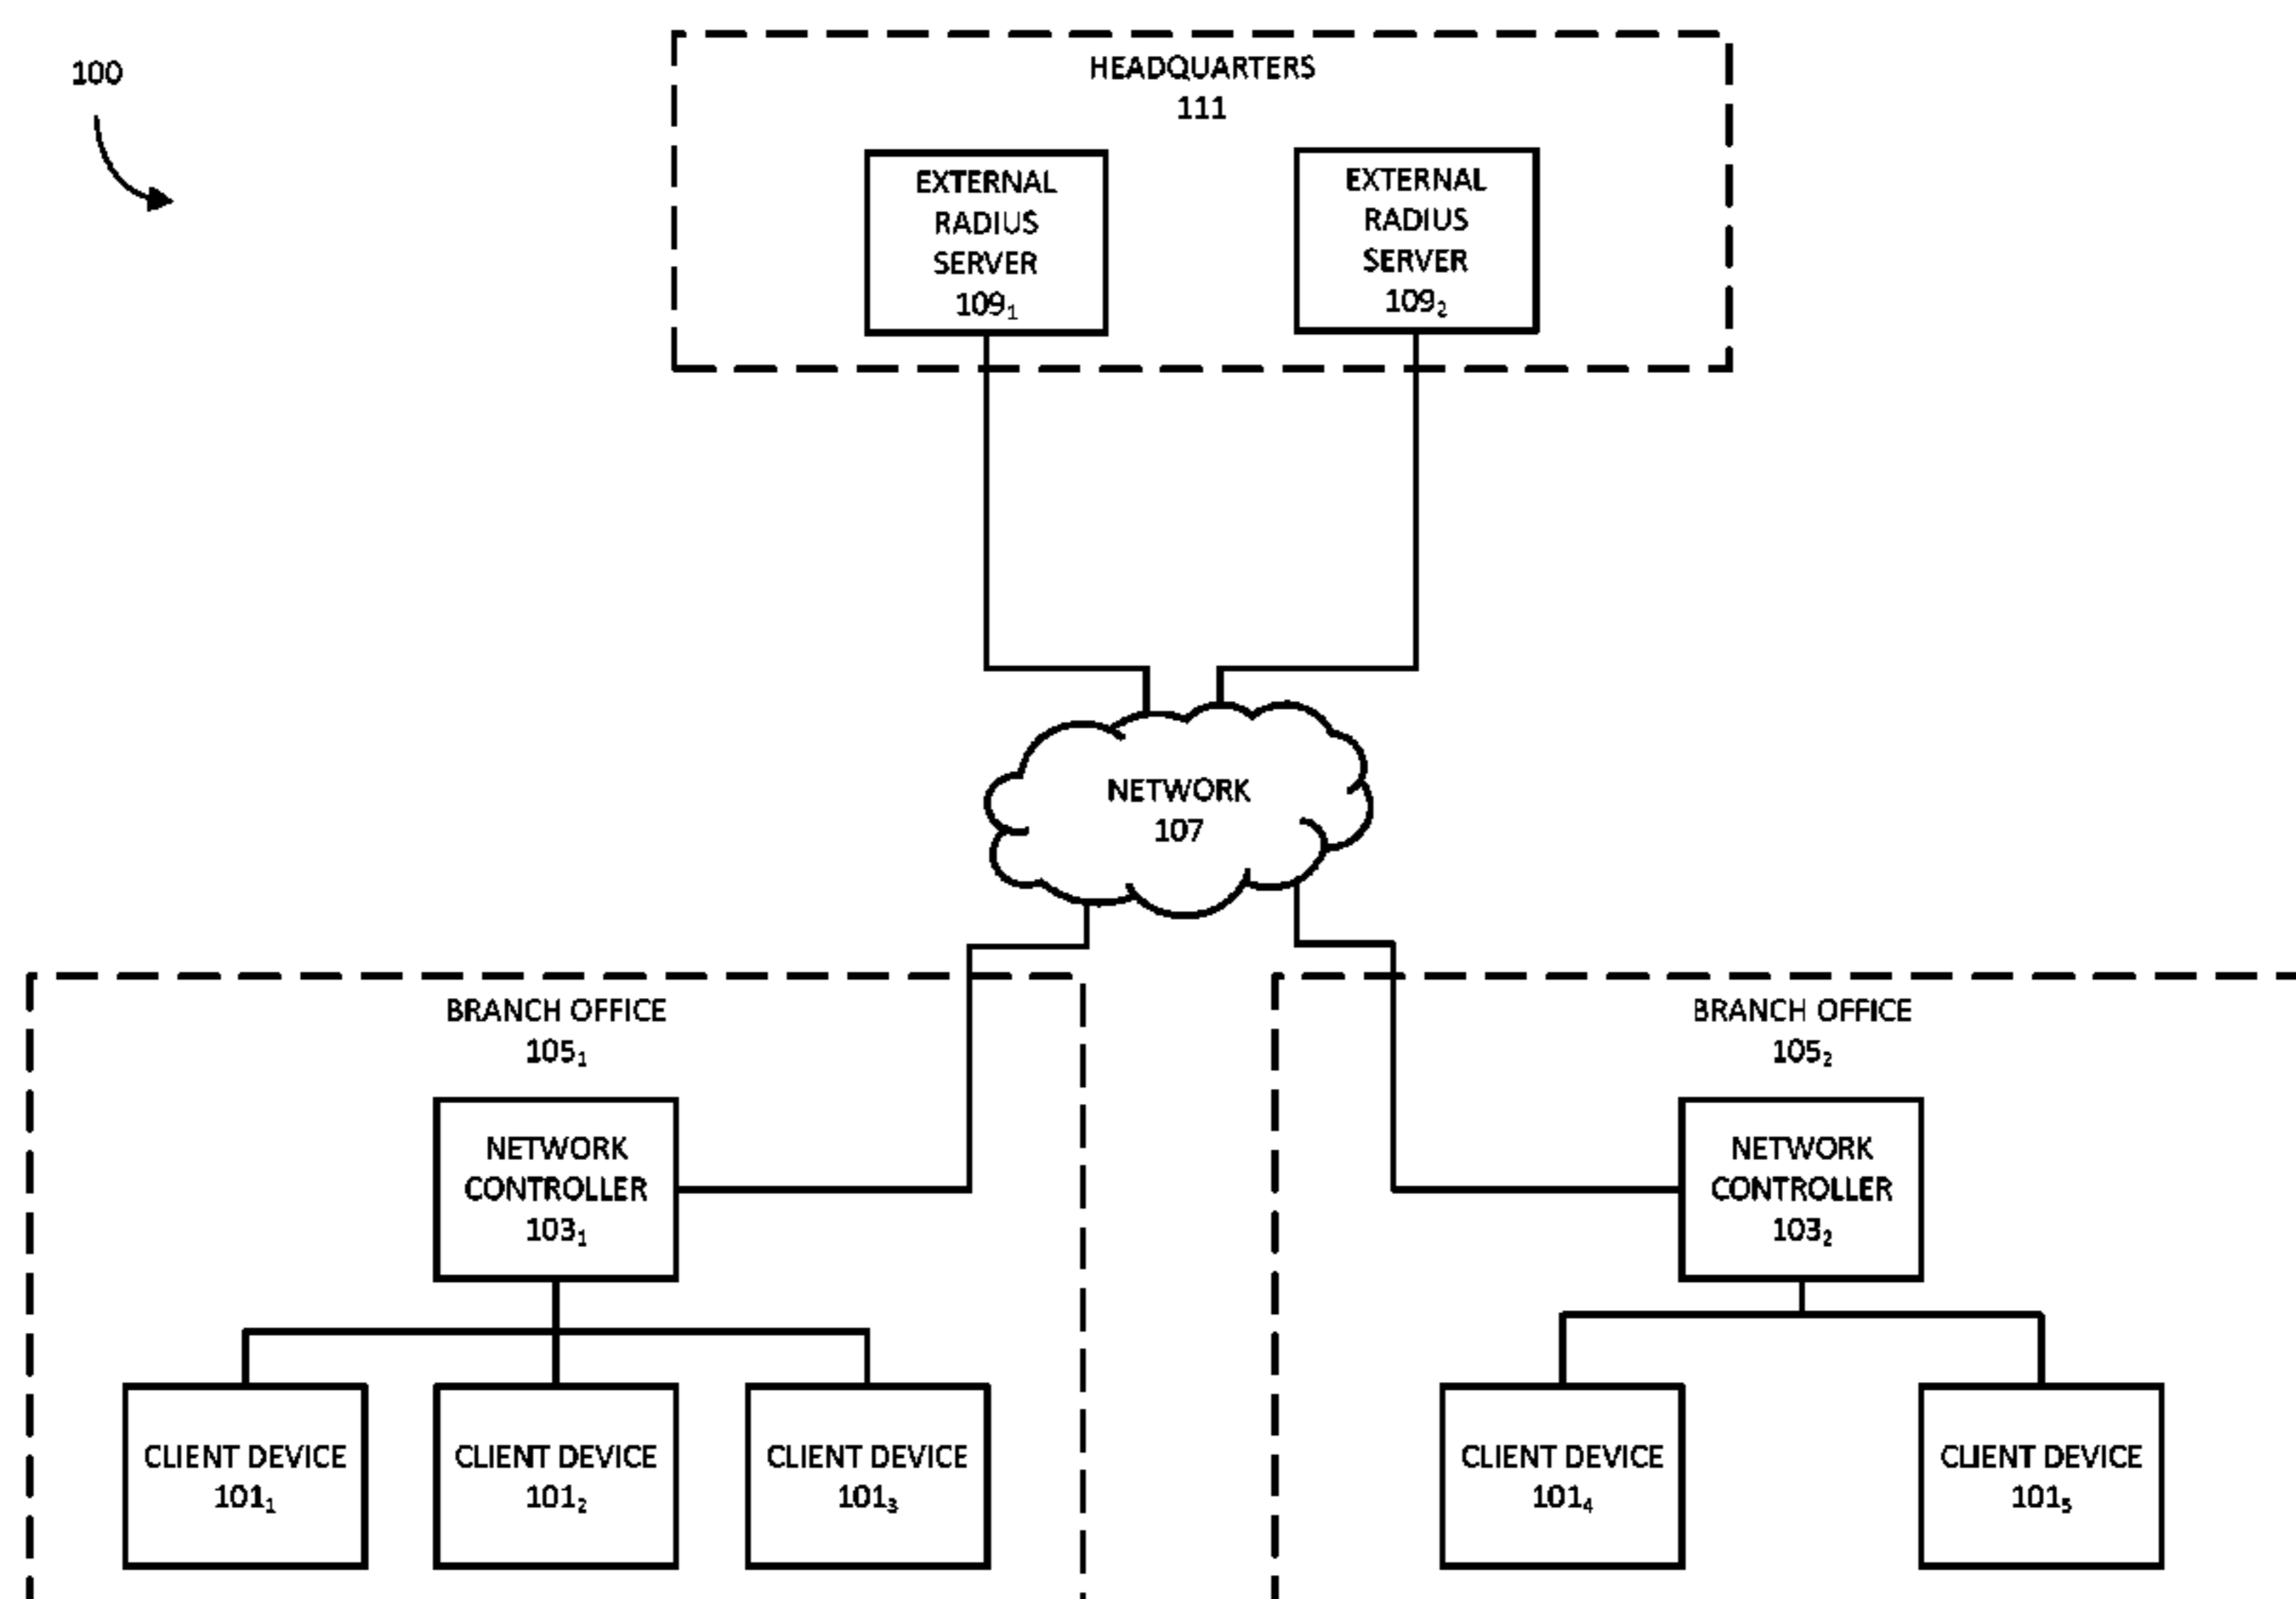 100
HEADQUARTERS
111
EXTERNAL
RADIUS
SERVER
109₁
EXTERNAL
RADIUS
SERVER
109₂
NETWORK
107
BRANCH OFFICE
105₁
NETWORK
CONTROLLER
103₁
CLIENT DEVICE
101₁
CLIENT DEVICE
101₂
CLIENT DEVICE
101₃
BRANCH OFFICE
105₂
NETWORK
CONTROLLER
103₂
CLIENT DEVICE
101₄
CLIENT DEVICE
101₅